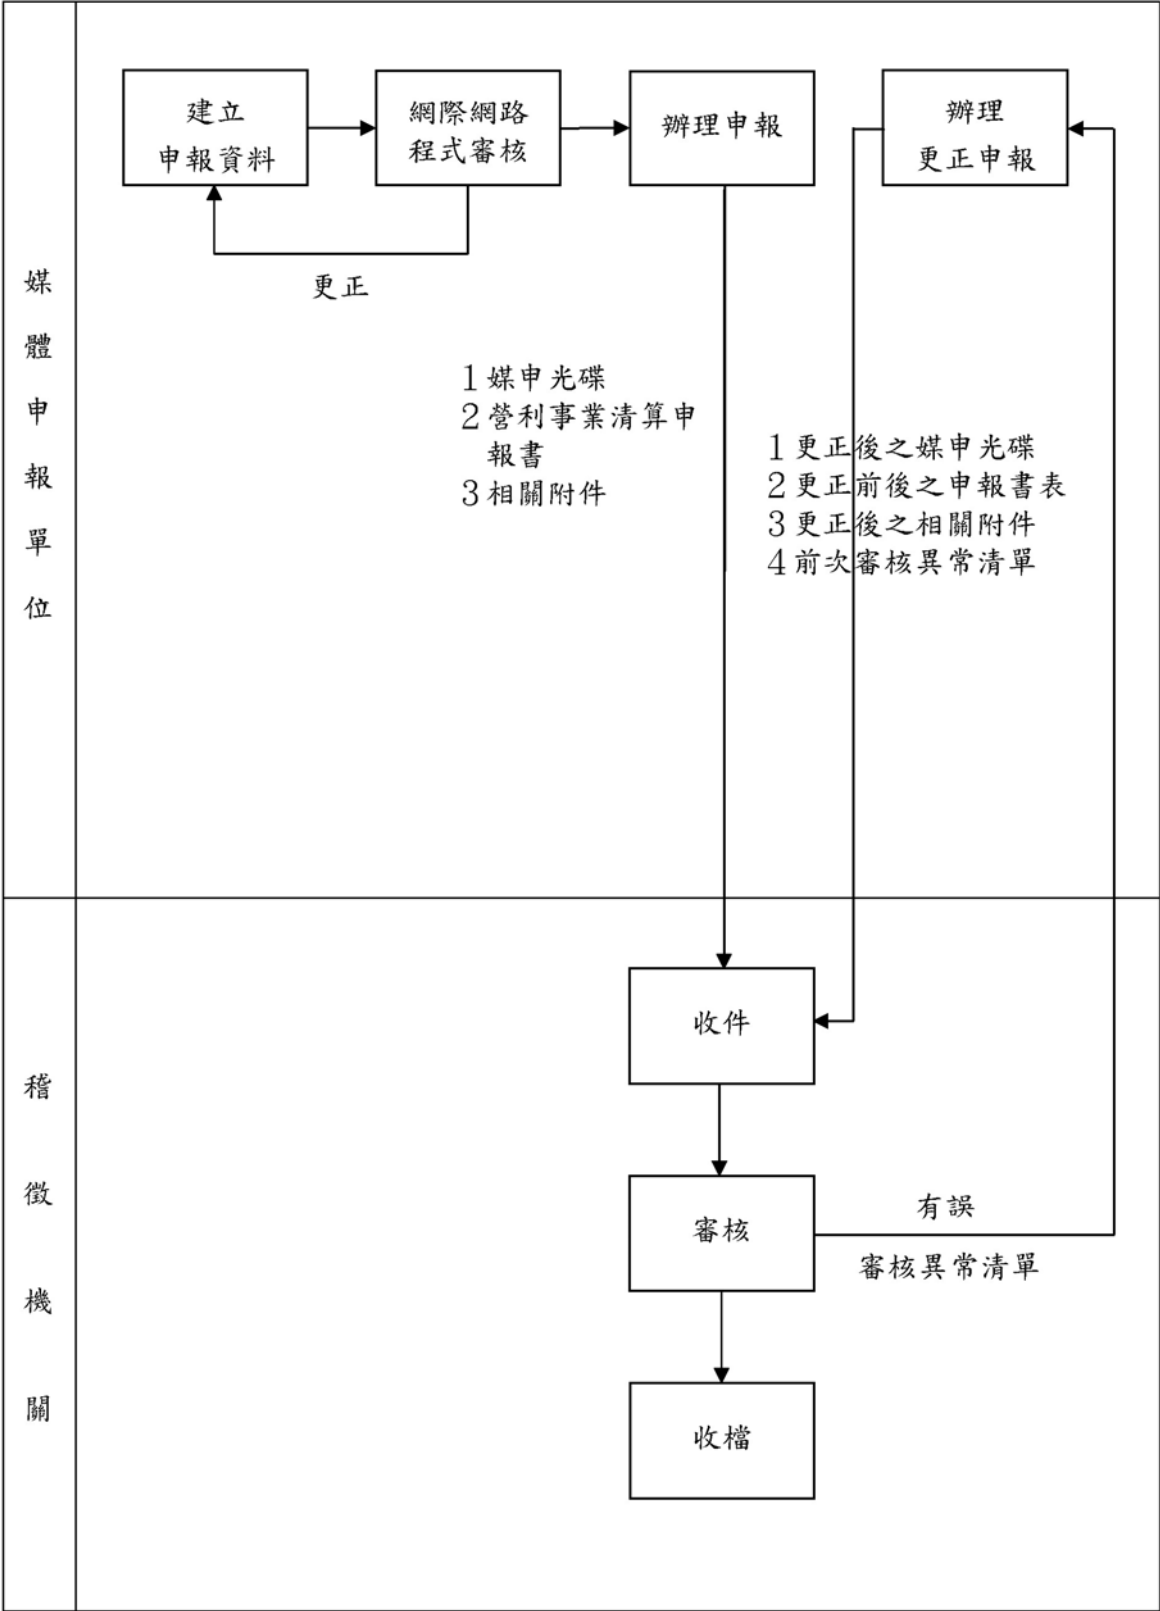 建立
申報資料
網際網路
程式審核
辦理申報
辦理
更正申報
更正
媒體申報單位
1媒申光碟
2營利事業清算申
報書
3相關附件
1更正後之媒申光碟
2更正前後之申報書表
3更正後之相關附件
4前次審核異常清單
稽徵機關
收件
審核
有誤
審核異常清單
收檔